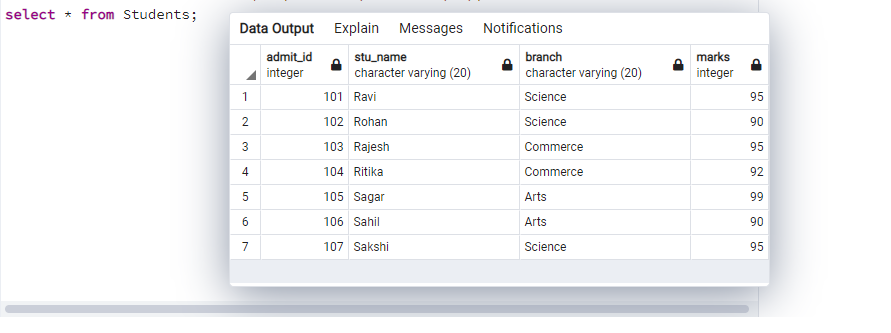 select * from Students;
Data Output Explain Messages Notifications
admit_id stu_name branch marks
integer character varying (20) character varying (20) integer
1 101 Ravi Science 95
2 102 Rohan Science 90
3 103 Rajesh Commerce 95
4 104 Ritika Commerce 92
5 105 Sagar Arts 99
6 106 Sahil Arts 90
7 107 Sakshi Science 95